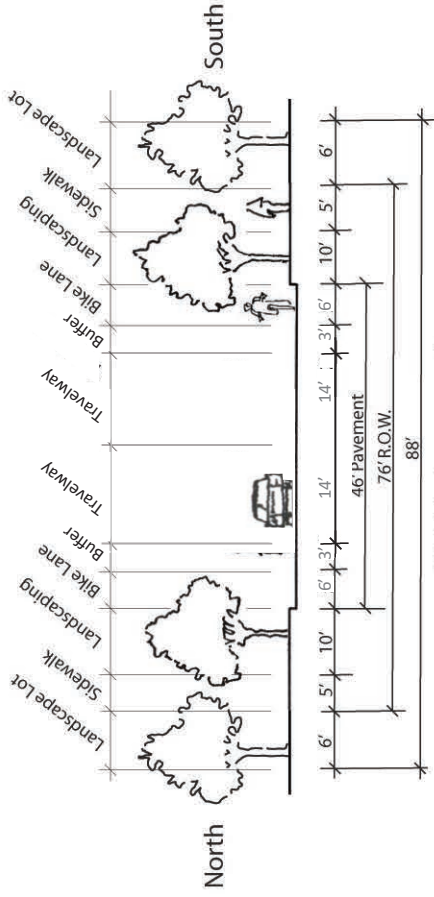 Landscape Lot
Sidewalk
Landscaping
Bike Lane
Buffer
Travelway
Travelway
Buffer
Bike Lane
Landscaping
Sidewalk
Landscape Lot
North
South
6' 5' 10' 6' 3' 14' 14' 3' 6' 10' 5' 6'
46' Pavement
76' R.O.W.
88'